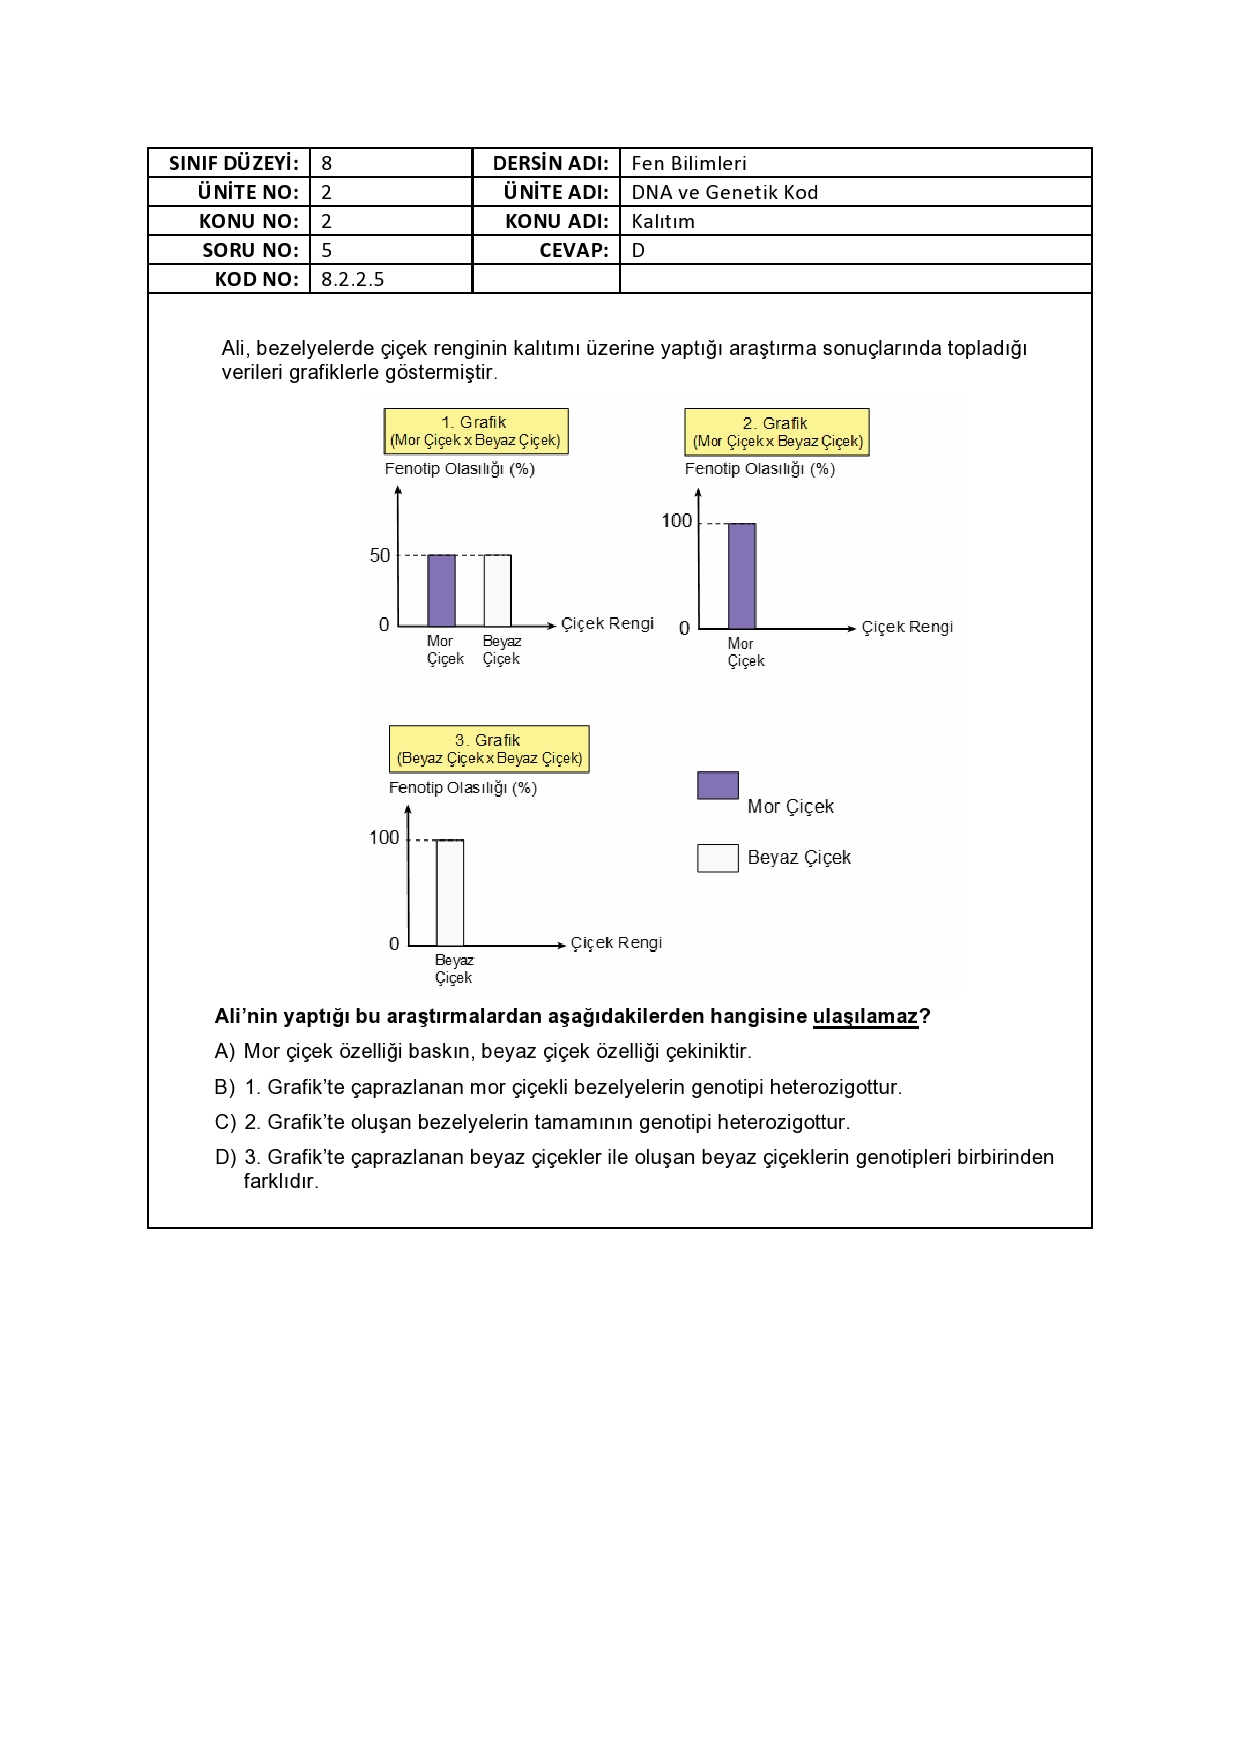 SINIF DÜZEYİ: 8 DERSİN ADI: Fen Bilimleri
ÜNİTE NO: 2 ÜNİTE ADI: DNA ve Genetik Kod
KONU NO: 2 KONU ADI: Kalıtım
SORU NO: 5 CEVAP: D
KOD NO: 8.2.2.5
Ali, bezelyelerde çiçek renginin kalıtımı üzerine yaptığı araştırma sonuçlarında topladığı
verileri grafiklerle göstermiştir.
1. Grafik
(Mor Çiçek x Beyaz Çiçek)
Fenotip Olasılığı (%)
50
0
Mor
Çiçek
Beyaz
Çiçek
Çiçek Rengi
2. Grafik
(Mor Çiçek x Beyaz Çiçek)
Fenotip Olasılığı (%)
100
0
Mor
Çiçek
Çiçek Rengi
3. Grafik
(Beyaz Çiçek x Beyaz Çiçek)
Fenotip Olasılığı (%)
100
0
Beyaz
Çiçek
Çiçek Rengi
Mor Çiçek
Beyaz Çiçek
Ali’nin yaptığı bu araştırmalardan aşağıdakilerden hangisine ulaşılamaz?
A) Mor çiçek özelliği baskın, beyaz çiçek özelliği çekiniktir.
B) 1. Grafik’te çaprazlanan mor çiçekli bezelyelerin genotipi heterozigottur.
C) 2. Grafik’te oluşan bezelyelerin tamamının genotipi heterozigottur.
D) 3. Grafik’te çaprazlanan beyaz çiçekler ile oluşan beyaz çiçeklerin genotipleri birbirinden
farklıdır.